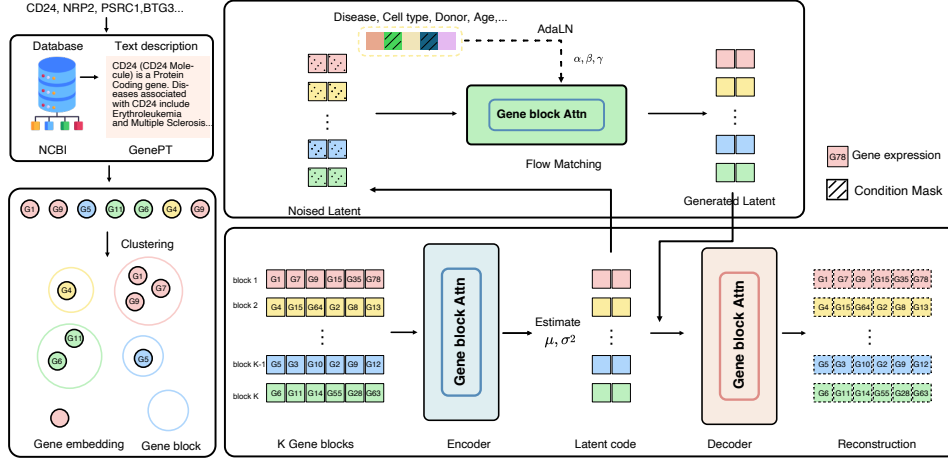 CD24, NRP2, PSRC1,BTG3...
Database
Text description
CD24 (CD24 Mole-
cule) is a Protein
Coding gene. Dis-
eases associated
with CD24 include
Erythroleukemia
and Multiple Sclerosis...
NCBI
GenePT
G1 G9 G5 G11 G6 G4 G9
Clustering
G4
G1
G7
G9
G11
G6
G5
Gene embedding
Gene block
Disease, Cell type, Donor, Age,...
AdaLN
α, β, γ
Gene block Attn
Flow Matching
Noised Latent
Generated Latent
G78 Gene expression
Condition Mask
block 1 G1 G7 G9 G15 G35 G78
block 2 G4 G15 G64 G2 G8 G13
block K-1 G5 G3 G10 G2 G9 G12
block K G6 G11 G14 G55 G28 G63
K Gene blocks
Gene block Attn
Encoder
Estimate
μ, σ²
Latent code
Gene block Attn
Decoder
G1 G7 G9 G15 G35 G78
G4 G15 G64 G2 G8 G13
G5 G3 G10 G2 G9 G12
G6 G11 G14 G55 G28 G63
Reconstruction